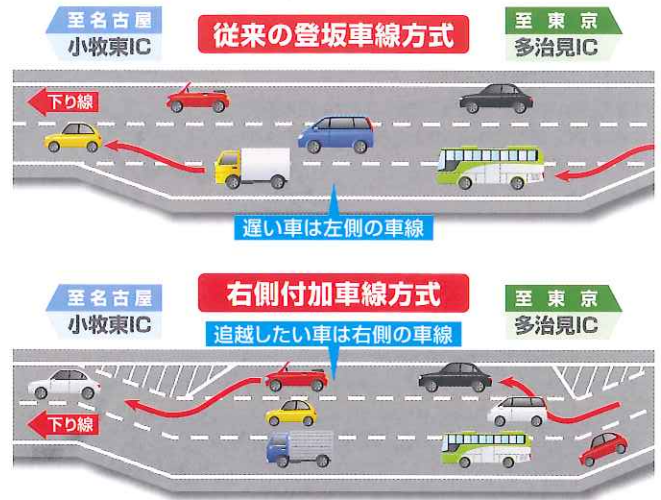 至名古屋
小牧東IC
従来の登坂車線方式
至東京
多治見IC
下り線
遅い車は左側の車線
至名古屋
小牧東IC
右側付加車線方式
至東京
多治見IC
追越したい車は右側の車線
下り線